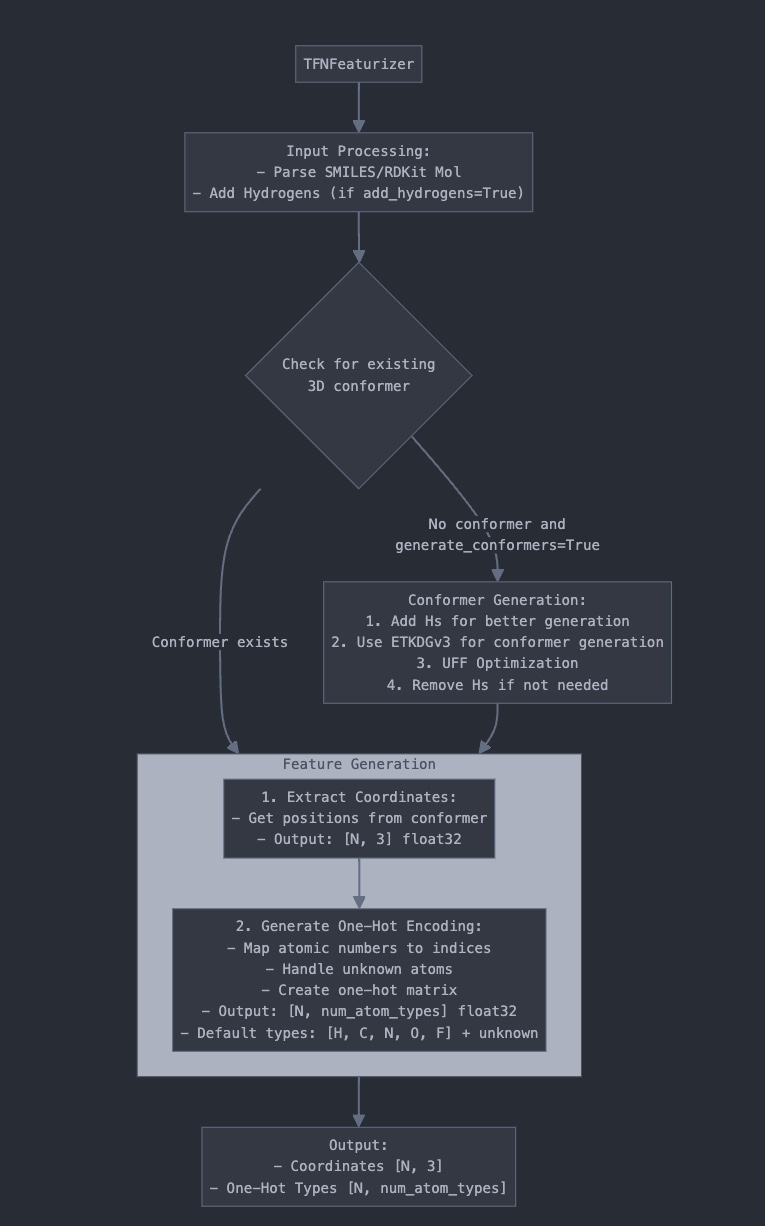 TFNFeaturizer
Input Processing:
– Parse SMILES/RDKit Mol
– Add Hydrogens (if add_hydrogens=True)
Check for existing
3D conformer
No conformer and
generate_conformers=True
Conformer Generation:
1. Add Hs for better generation
2. Use ETKDGv3 for conformer generation
3. UFF Optimization
4. Remove Hs if not needed
Conformer exists
Feature Generation
1. Extract Coordinates:
– Get positions from conformer
– Output: [N, 3] float32
2. Generate One–Hot Encoding:
– Map atomic numbers to indices
– Handle unknown atoms
– Create one–hot matrix
– Output: [N, num_atom_types] float32
– Default types: [H, C, N, O, F] + unknown
Output:
– Coordinates [N, 3]
– One–Hot Types [N, num_atom_types]